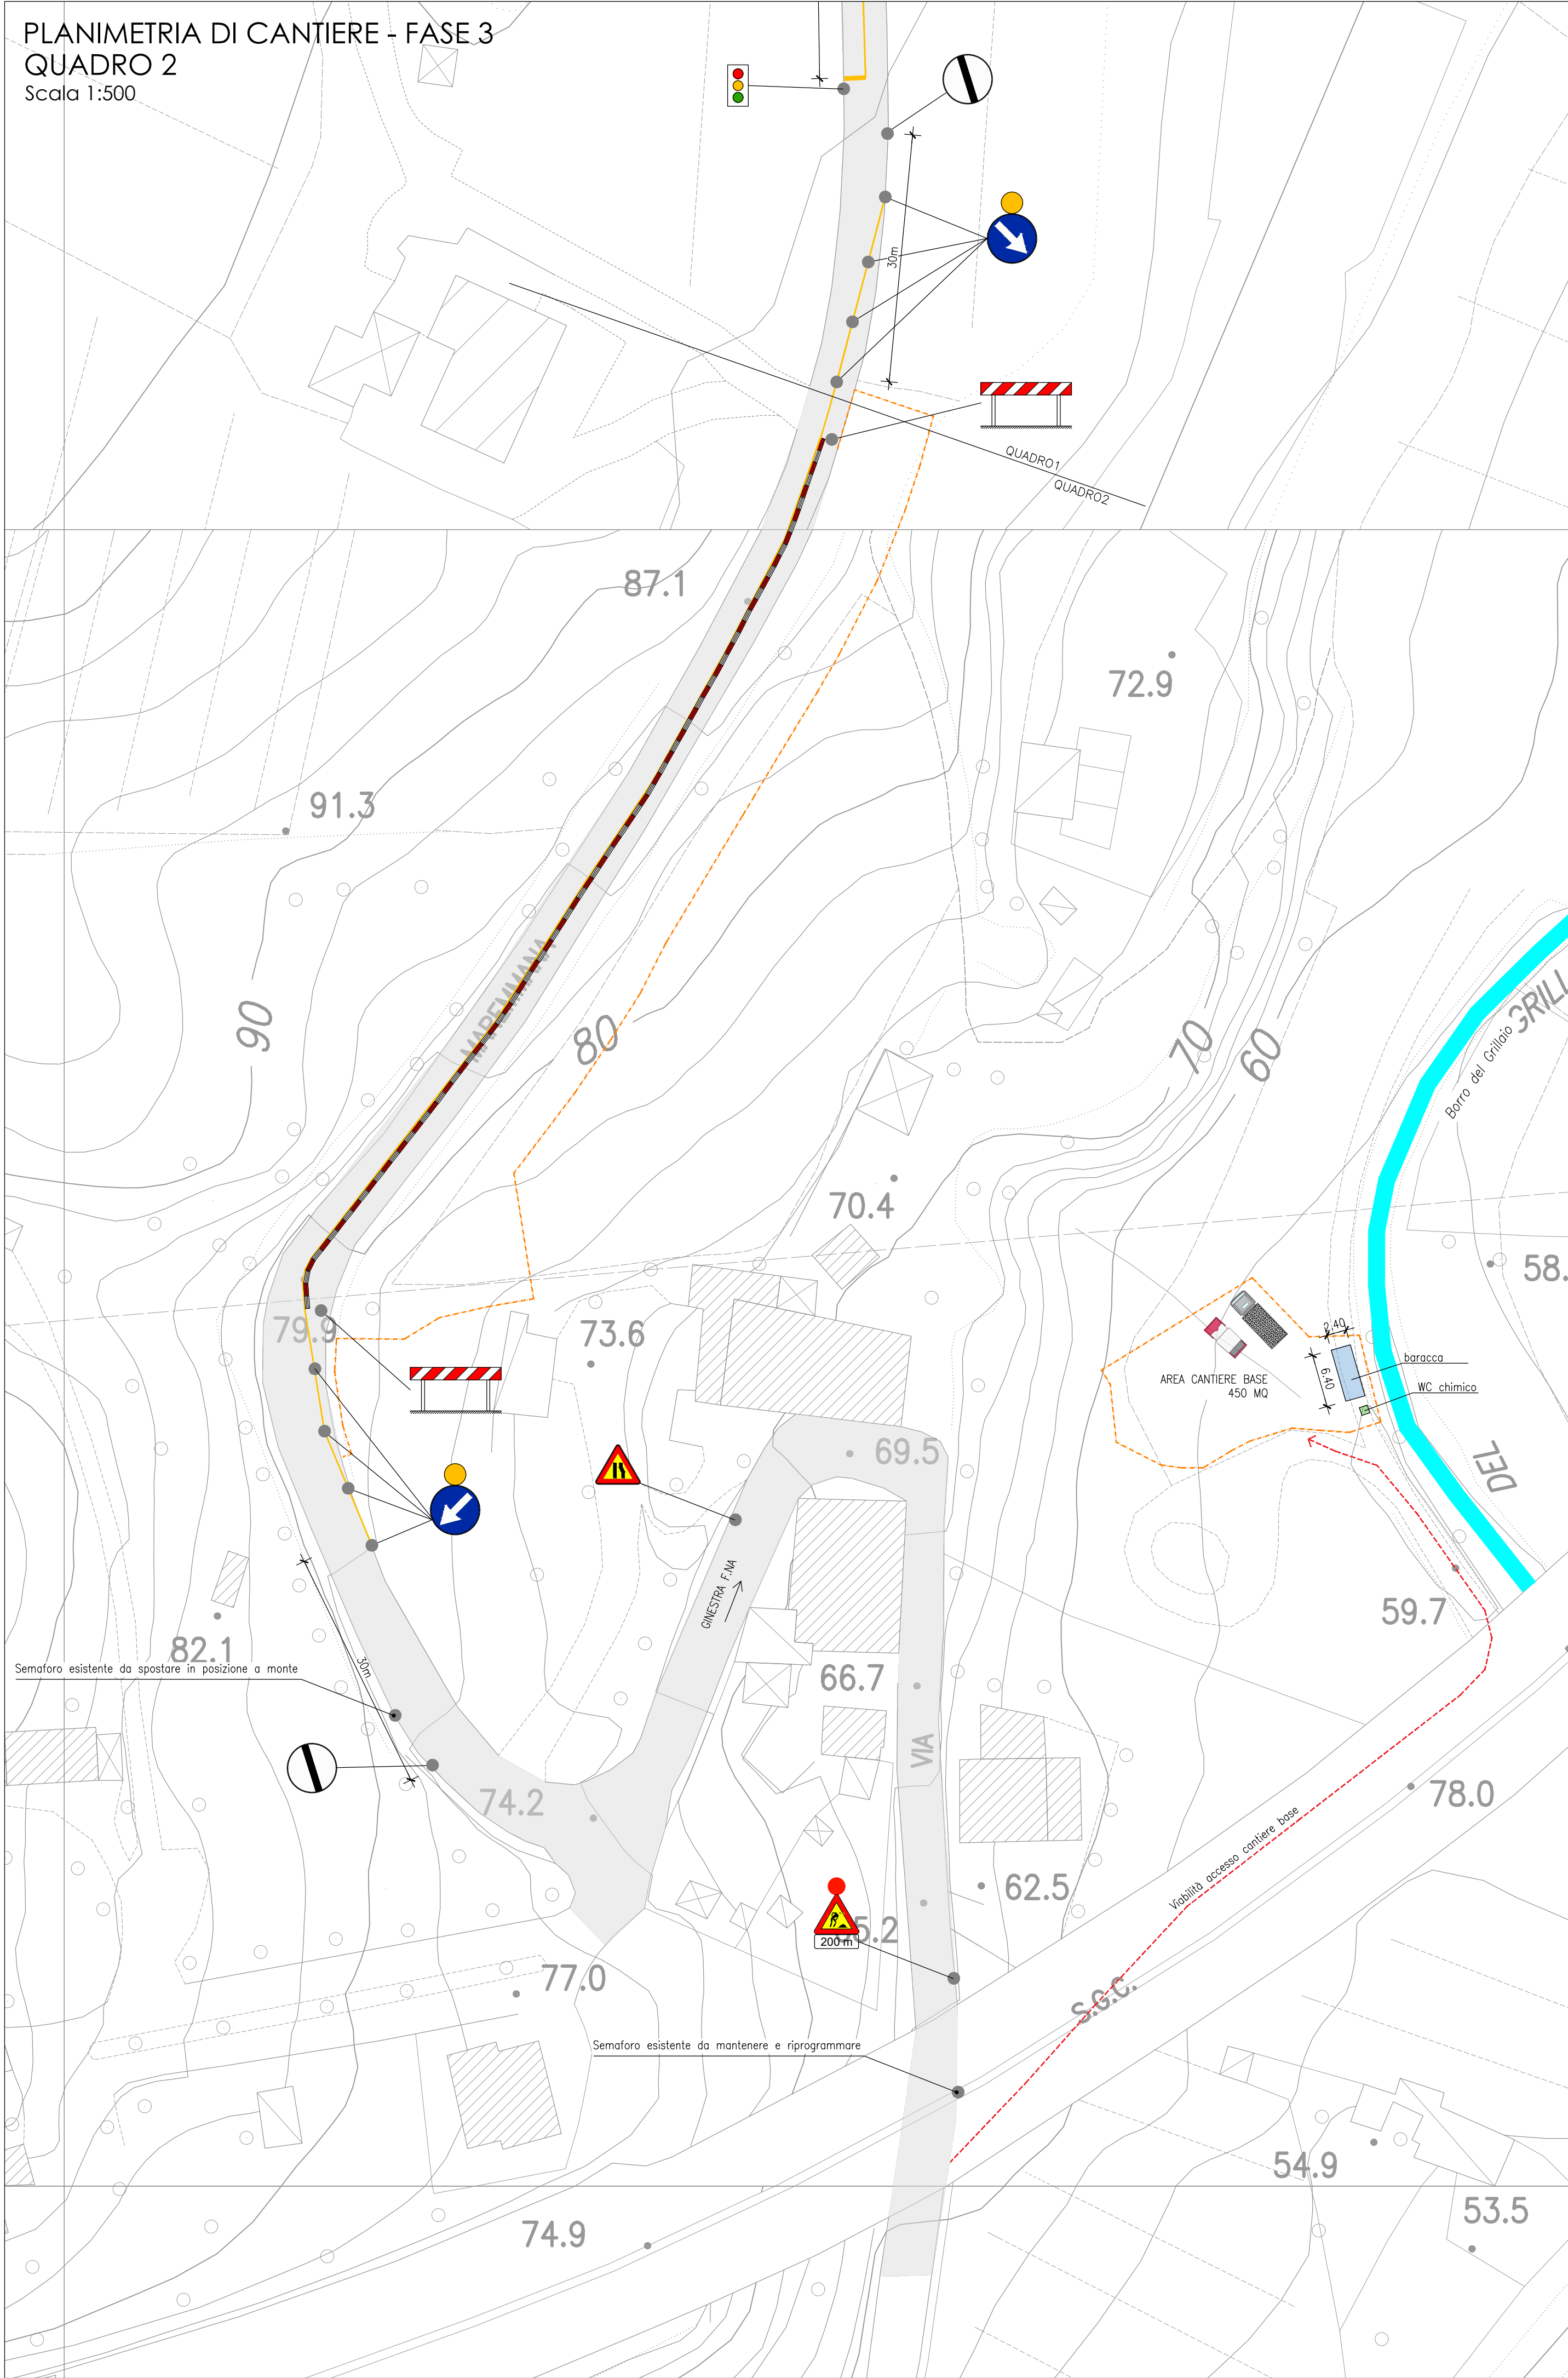 PLANIMETRIA DI CANTIERE - FASE 3
QUADRO 2
Scala 1:500
30m
QUADRO1
QUADRO2
87.1
72.9
91.3
MAREMMANA
90
80
70
60
Borro del Grillaio
70.4
58.
79.9
73.6
2.40
6.40
baracca
WC chimico
AREA CANTIERE BASE
450 MQ
69.5
DEL
GINESTRA F.NA
59.7
82.1
30m
Semaforo esistente da spostare in posizione a monte
66.7
VIA
74.2
78.0
Viabilità accesso cantiere base
62.5
5.2
200 m
77.0
S.G.C.
Semaforo esistente da mantenere e riprogrammare
54.9
53.5
74.9